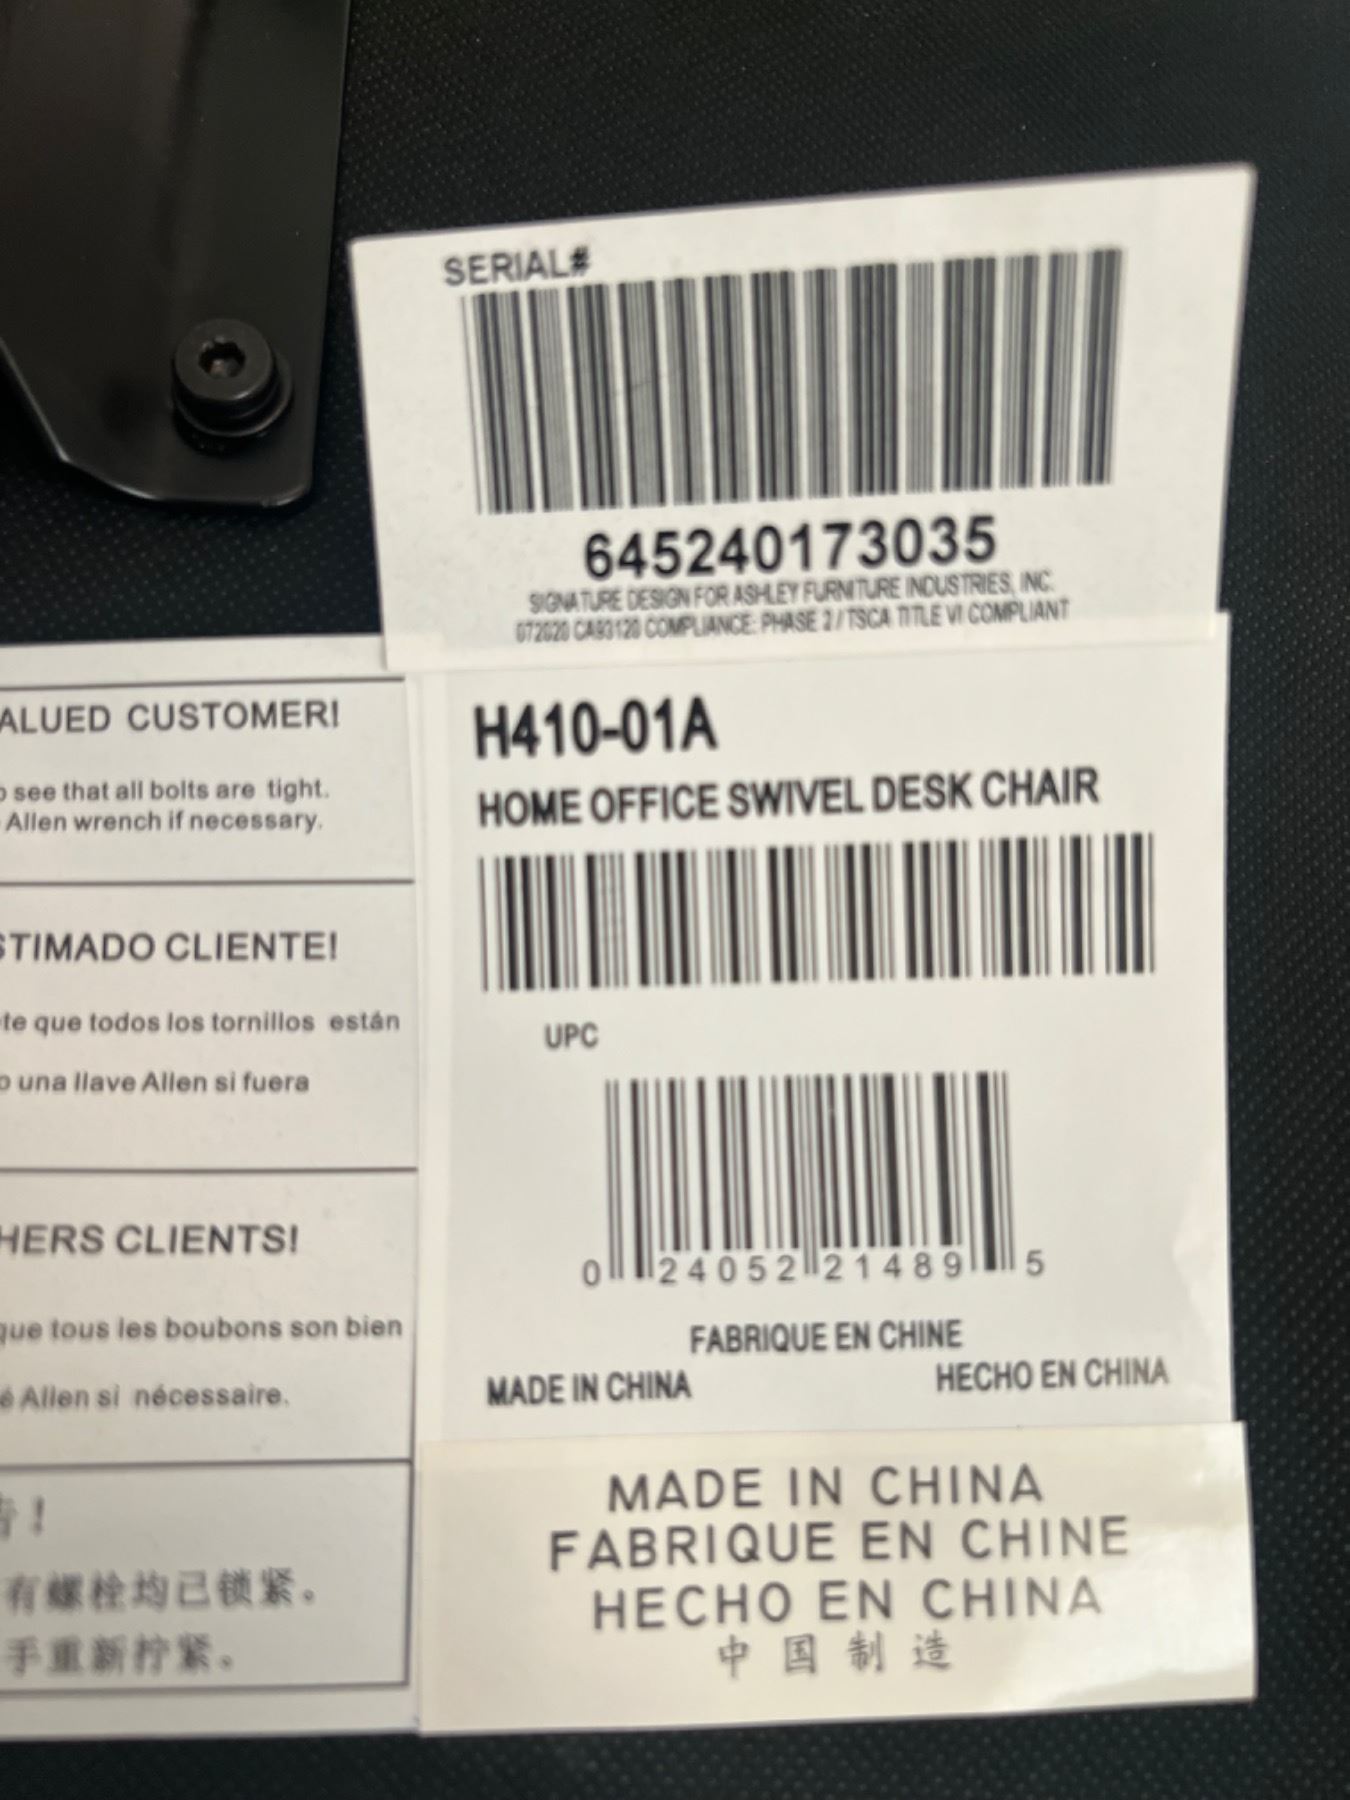 SERIAL#
645240173035
SIGNATURE DESIGN FOR ASHLEY FURNITURE INDUSTRIES, INC.
072020 CA93120 COMPLIANCE: PHASE 2 / TSCA TITLE VI COMPLIANT
H410-01A
HOME OFFICE SWIVEL DESK CHAIR
UPC
0 24052 21489 5
FABRIQUE EN CHINE
MADE IN CHINA HECHO EN CHINA
MADE IN CHINA
FABRIQUE EN CHINE
HECHO EN CHINA
中国制造
ALUED CUSTOMER!
o see that all bolts are tight.
Allen wrench if necessary.
STIMADO CLIENTE!
te que todos los tornillos están
o una llave Allen si fuera
HERS CLIENTS!
que tous les boubons son bien
é Allen si nécessaire.
告！
有螺栓均已锁紧。
手重新拧紧。